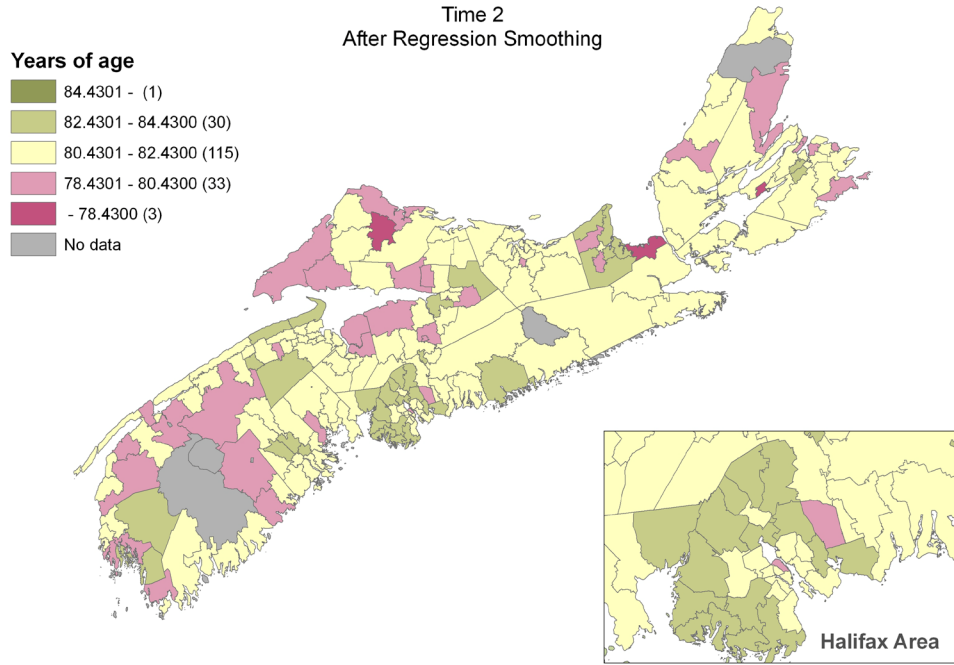 Time 2
After Regression Smoothing
Years of age
84.4301 - (1)
82.4301 - 84.4300 (30)
80.4301 - 82.4300 (115)
78.4301 - 80.4300 (33)
- 78.4300 (3)
No data
Halifax Area